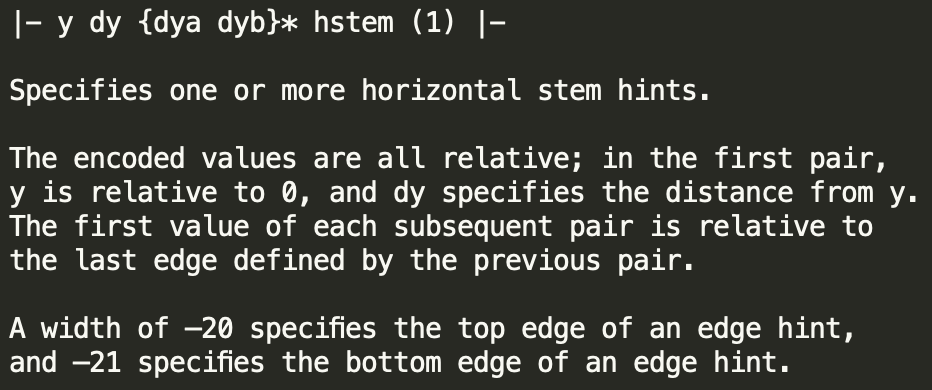 |– y dy {dya dyb}* hstem (1) |–
Specifies one or more horizontal stem hints.
The encoded values are all relative; in the first pair,
y is relative to 0, and dy specifies the distance from y.
The first value of each subsequent pair is relative to
the last edge defined by the previous pair.
A width of –20 specifies the top edge of an edge hint,
and –21 specifies the bottom edge of an edge hint.